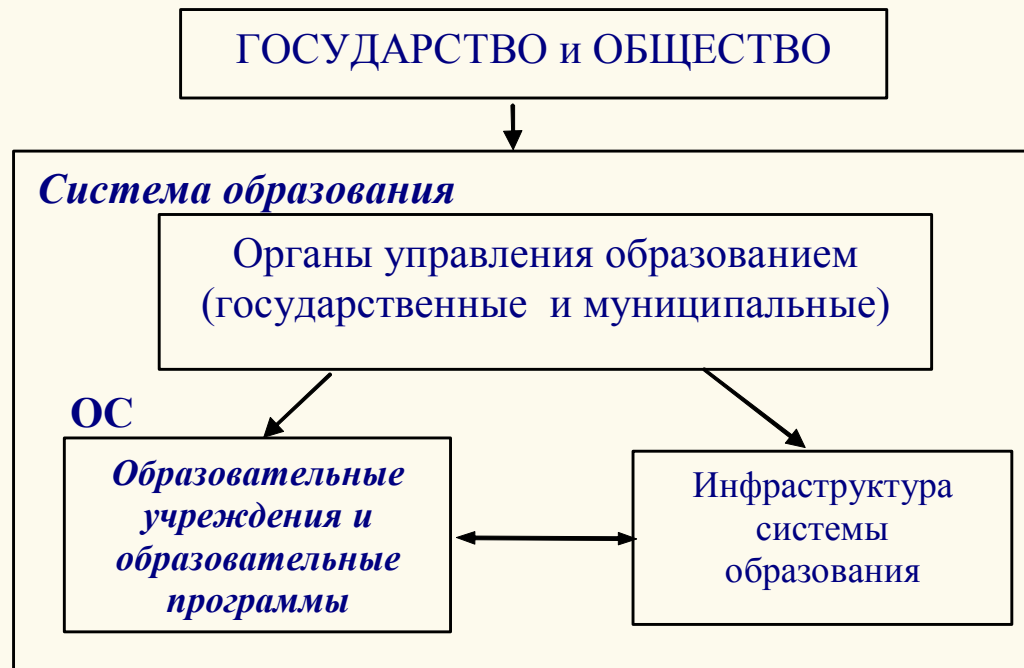 ГОСУДАРСТВО и ОБЩЕСТВО
Система образования
Органы управления образованием
(государственные и муниципальные)
ОС
Образовательные
учреждения и
образовательные
программы
Инфраструктура
системы
образования